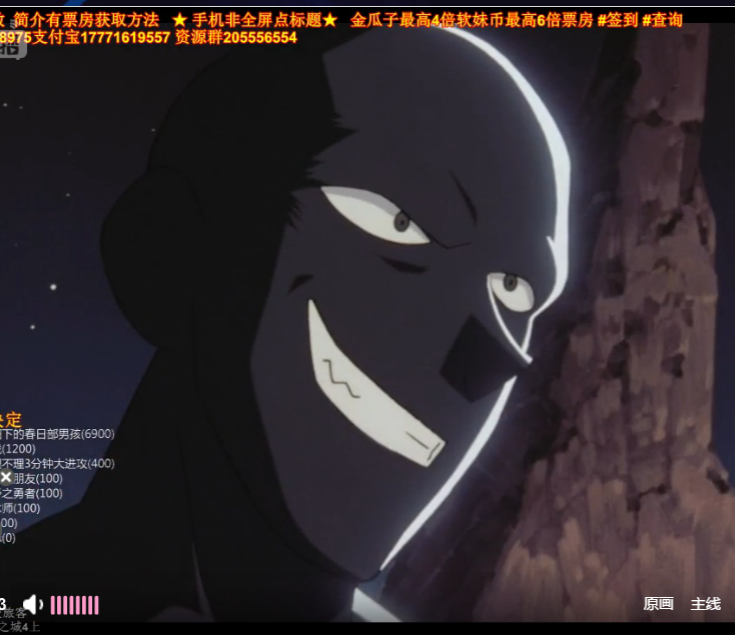 简介有票房获取方法 ★ 手机非全屏点标题★ 金瓜子最高4倍软妹币最高6倍票房 #签到 #查询
8975支付宝17771619557 资源群205556554
决定
下的春日部男孩(6900)
(1200)
不理3分钟大进攻(400)
朋友(100)
之勇者(100)
师(100)
00)
(0)
3
原画 主线
旅客
之城4上